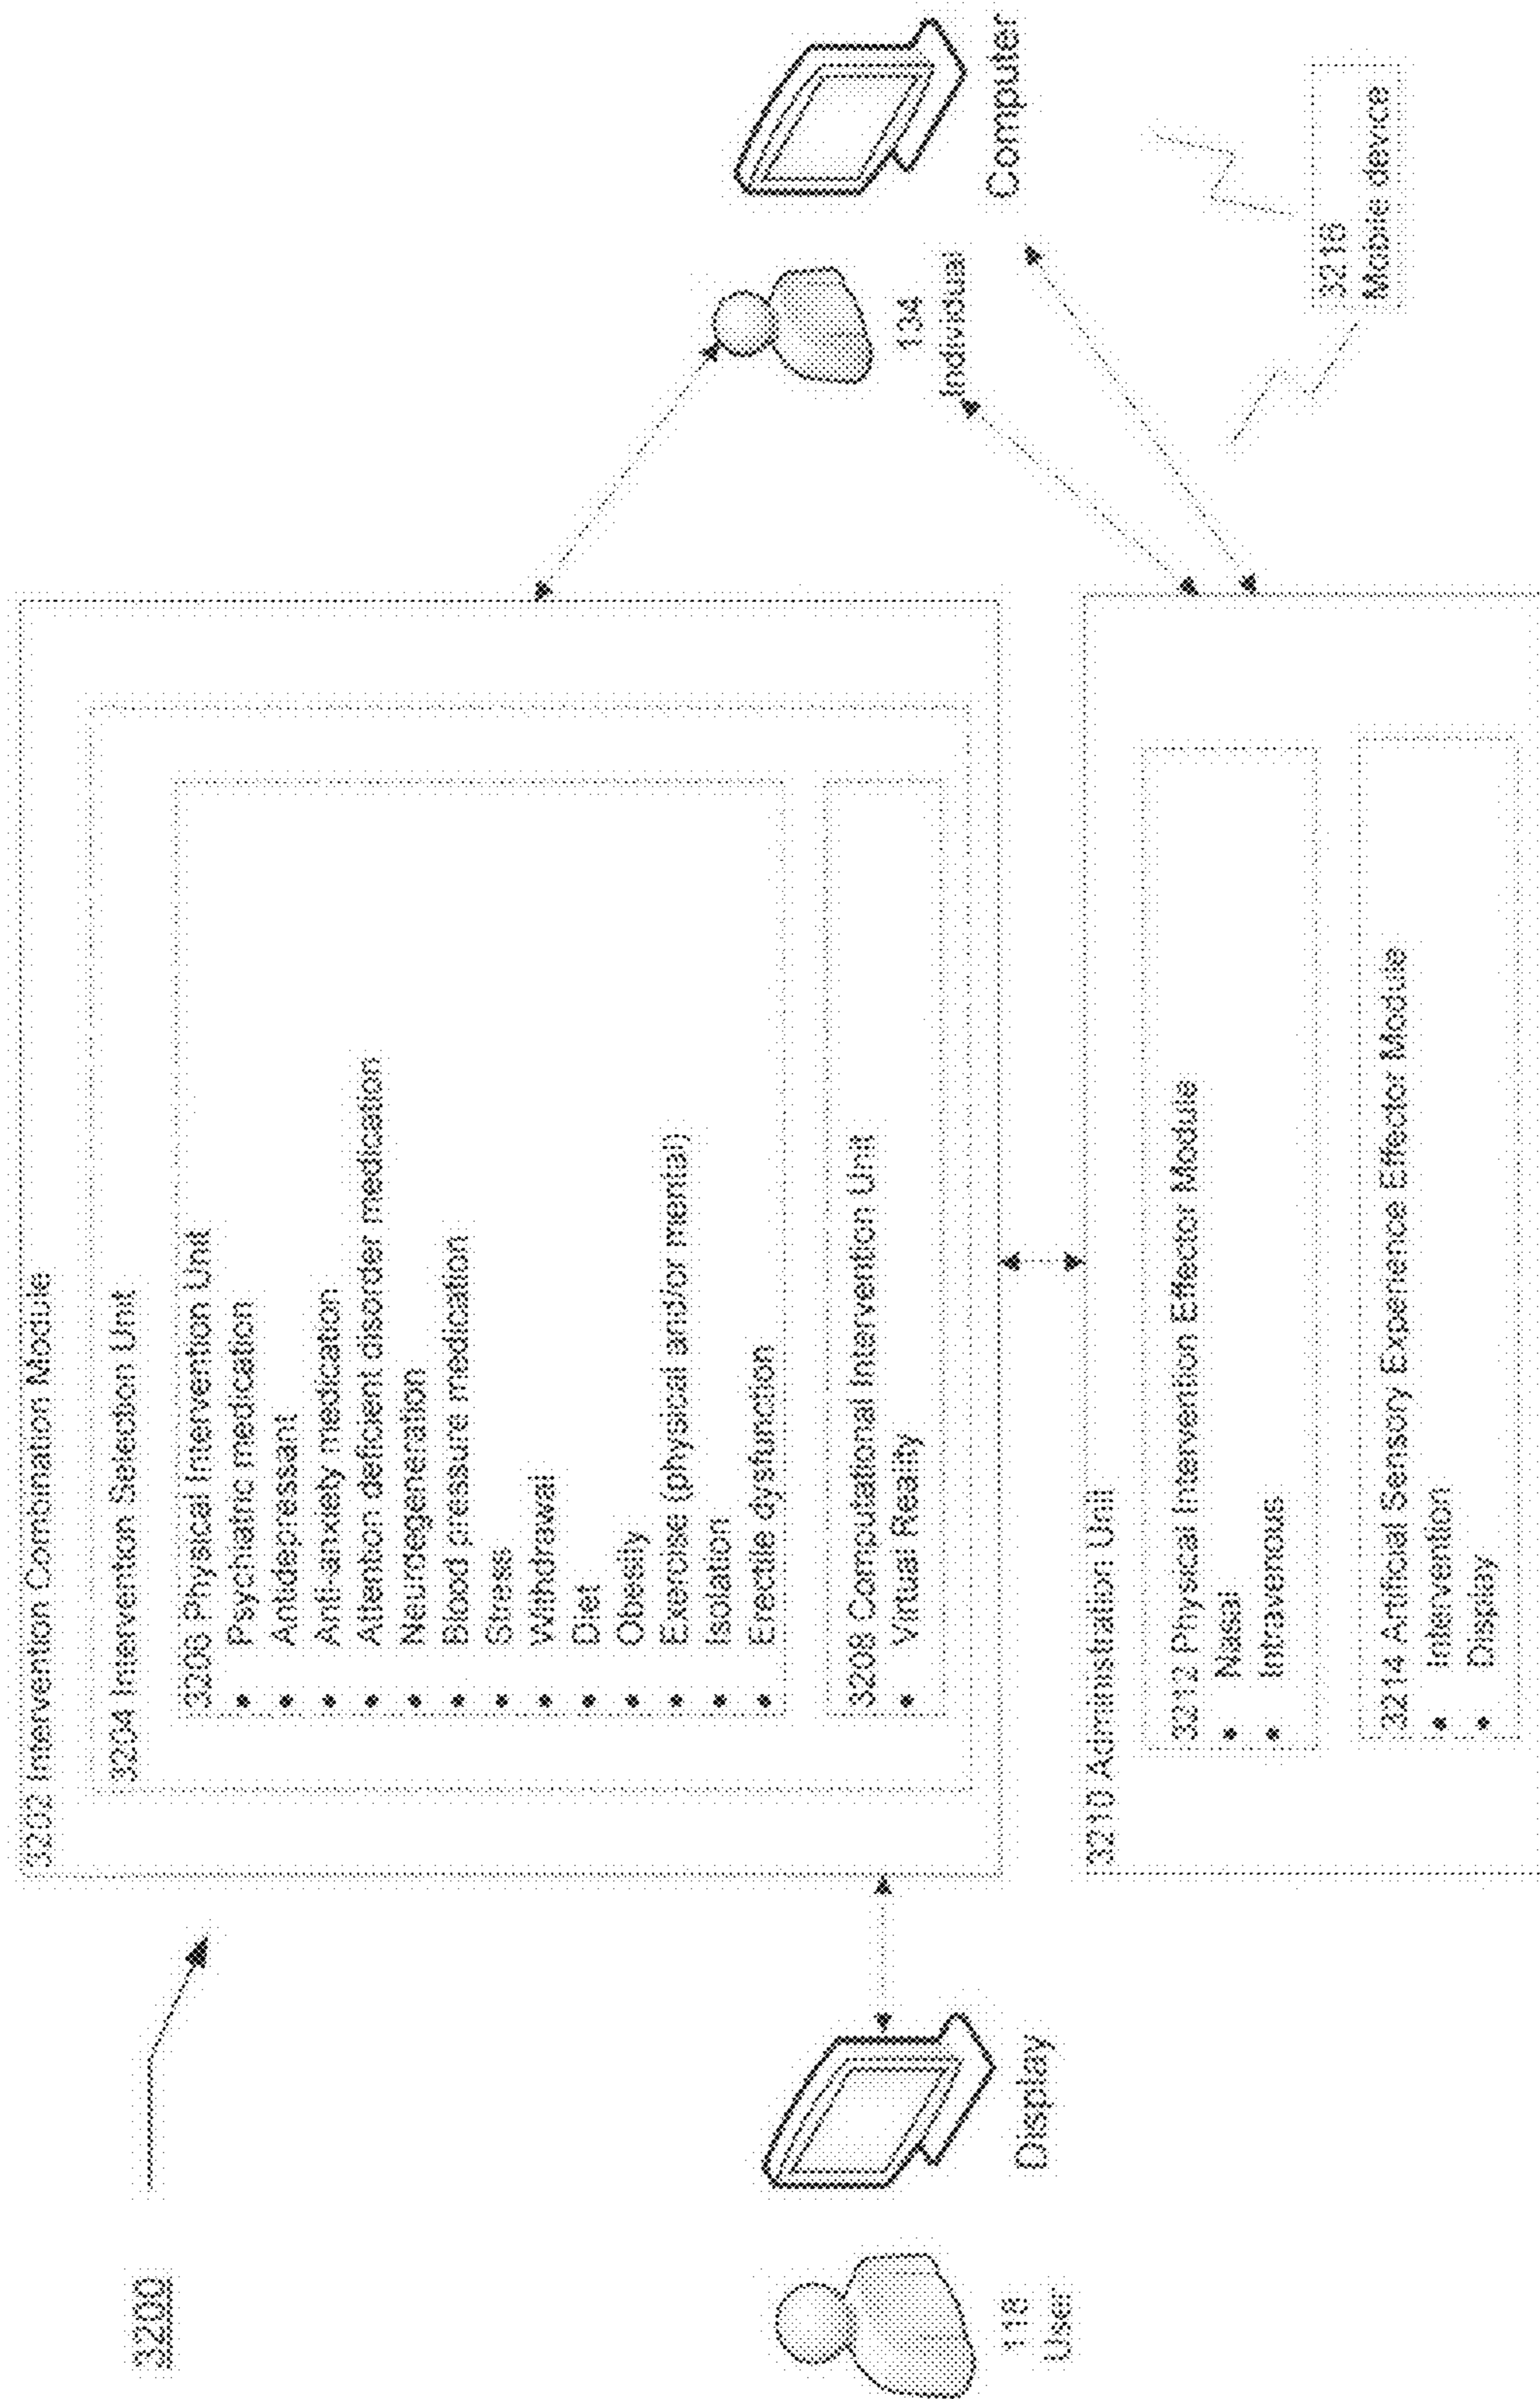 3200
3202 Intervention Combination Module
3204 Intervention Selection Unit
3206 Physical Intervention Unit
• Psychiatric medication
• Antidepressant
• Anti-anxiety medication
• Attention deficient disorder medication
• Neurogeneration
• Blood pressure medication
• Stress
• Withdrawal
• Diet
• Obesity
• Exercise (physical and/or mental)
• Isolation
• Erectile dysfunction
3208 Computational Intervention Unit
• Virtual Reality
118
User
Display
134
Individual
Computer
3210 Administration Unit
3212 Physical Intervention Effector Module
• Nasal
• Intravenous
3214 Artificial Sensory Experience Effector Module
• Intervention
• Display
3216
Mobile device